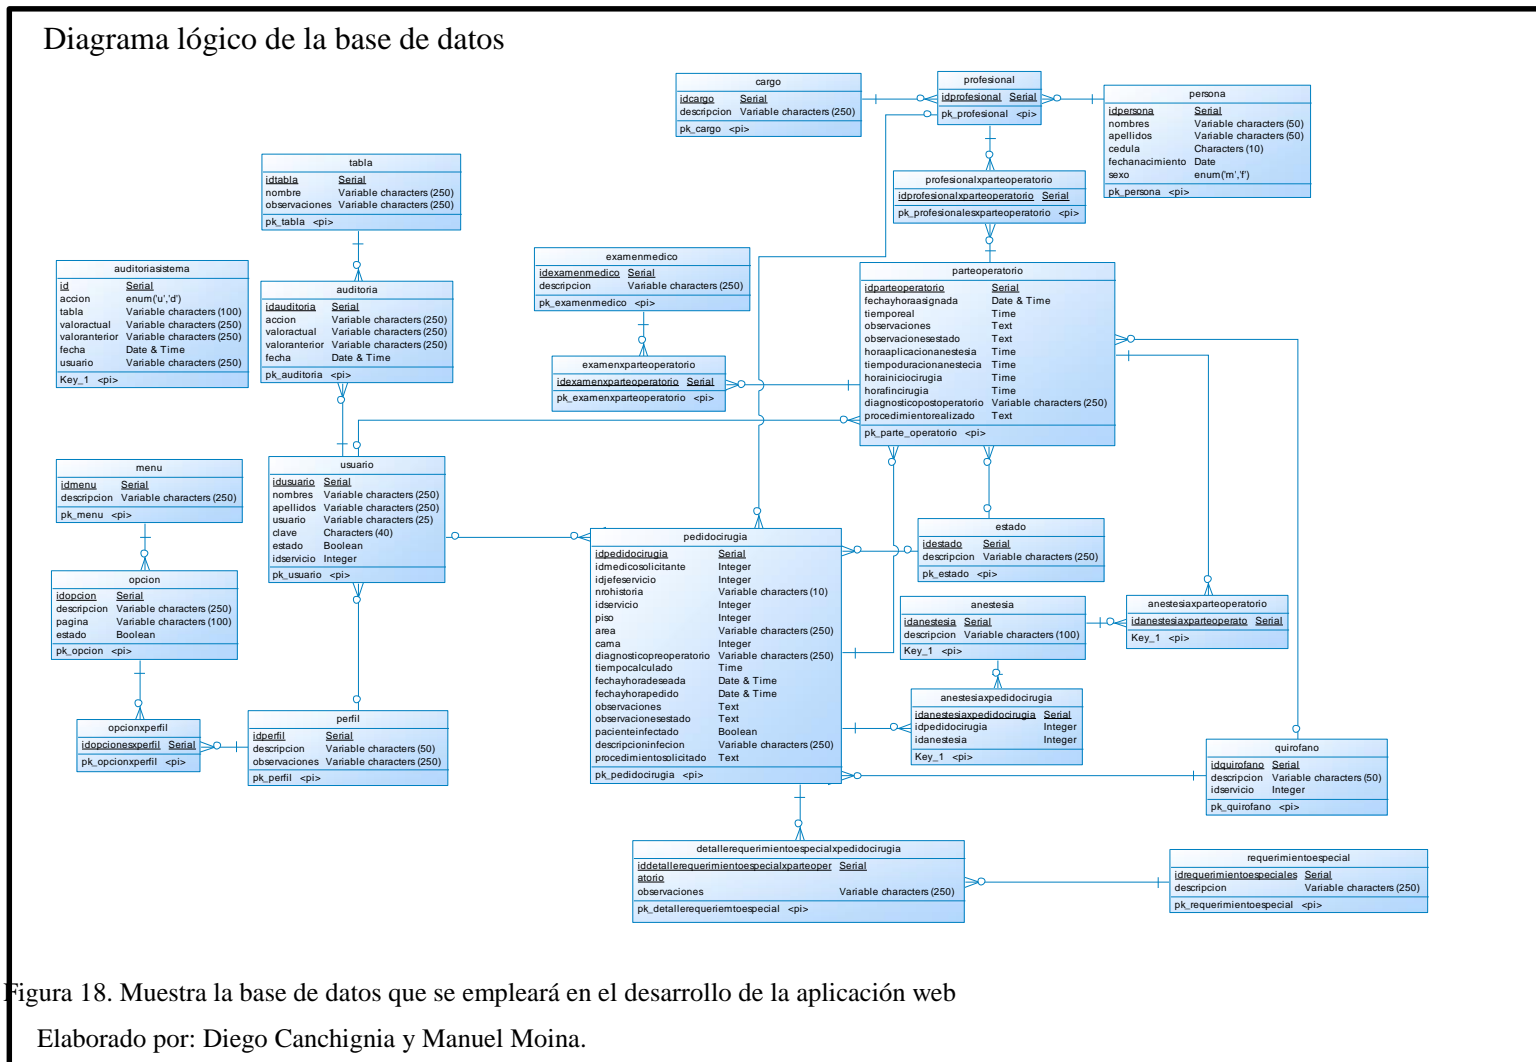 Diagrama lógico de la base de datos
cargo
idcargo Serial
descripcion Variable characters (250)
pk_cargo <pi>
profesional
idprofesional Serial
pk_profesional <pi>
persona
idpersona Serial
nombres Variable characters (50)
apellidos Variable characters (50)
cedula Characters (10)
fechanacimiento Date
sexo enum('m','f')
pk_persona <pi>
tabla
idtabla Serial
nombre Variable characters (250)
observaciones Variable characters (250)
pk_tabla <pi>
profesionalxparteoperatorio
idprofesionalxparteoperatorio Serial
pk_profesionalesxparteoperatorio <pi>
auditoriasistema
id Serial
accion enum('u','d')
tabla Variable characters (100)
valoractual Variable characters (250)
valoranterior Variable characters (250)
fecha Date & Time
usuario Variable characters (250)
Key_1 <pi>
auditoria
idauditoria Serial
accion Variable characters (250)
valoractual Variable characters (250)
valoranterior Variable characters (250)
fecha Date & Time
pk_auditoria <pi>
examenmedico
idexamenmedico Serial
descripcion Variable characters (250)
pk_examenmedico <pi>
parteoperatorio
idparteoperatorio Serial
fechayhoraasignada Date & Time
tiemporeal Time
observaciones Text
observacionesestado Text
horaaplicacionanestesia Time
tiempoduracionanestecia Time
horainiciocirugia Time
horafincirugia Time
diagnosticopostoperatorio Variable characters (250)
procedimientorealizado Text
pk_parte_operatorio <pi>
examenxparteoperatorio
idexamenxparteoperatorio Serial
pk_examenxparteoperatorio <pi>
menu
idmenu Serial
descripcion Variable characters (250)
pk_menu <pi>
usuario
idusuario Serial
nombres Variable characters (250)
apellidos Variable characters (250)
usuario Variable characters (25)
clave Characters (40)
estado Boolean
idservicio Integer
pk_usuario <pi>
pedidocirugia
idpedidocirugia Serial
idmedicosolicitante Integer
idjefeservicio Integer
nrohistoria Variable characters (10)
idservicio Integer
piso Integer
area Variable characters (250)
cama Integer
diagnosticopreoperatorio Variable characters (250)
tiempocalculado Time
fechayhoradeseada Date & Time
fechayhorapedido Date & Time
observaciones Text
observacionesestado Text
pacienteinfectado Boolean
descripcioninfecion Variable characters (250)
procedimientosolicitado Text
pk_pedidocirugia <pi>
estado
idestado Serial
descripcion Variable characters (250)
pk_estado <pi>
opcion
idopcion Serial
descripcion Variable characters (250)
pagina Variable characters (100)
estado Boolean
pk_opcion <pi>
anestesia
idanestesia Serial
descripcion Variable characters (100)
Key_1 <pi>
anestesiaxparteoperatorio
idanestesiaxparteoperato Serial
Key_1 <pi>
anestesiaxpedidocirugia
idanestesiaxpedidocirugia Serial
idpedidocirugia Integer
idanestesia Integer
Key_1 <pi>
opcionxperfil
idopcionesxperfil Serial
pk_opcionxperfil <pi>
perfil
idperfil Serial
descripcion Variable characters (50)
observaciones Variable characters (250)
pk_perfil <pi>
quirofano
idquirofano Serial
descripcion Variable characters (50)
idservicio Integer
pk_quirofano <pi>
detallerequerimientoespecialxpedidocirugia
iddetallerequerimientoespecialxparteoper Serial
atorio
observaciones Variable characters (250)
pk_detallerequeriemtoespecial <pi>
requerimientoespecial
idrequerimientoespeciales Serial
descripcion Variable characters (250)
pk_requerimientoespecial <pi>
Figura 18. Muestra la base de datos que se empleará en el desarrollo de la aplicación web
Elaborado por: Diego Canchignia y Manuel Moina.